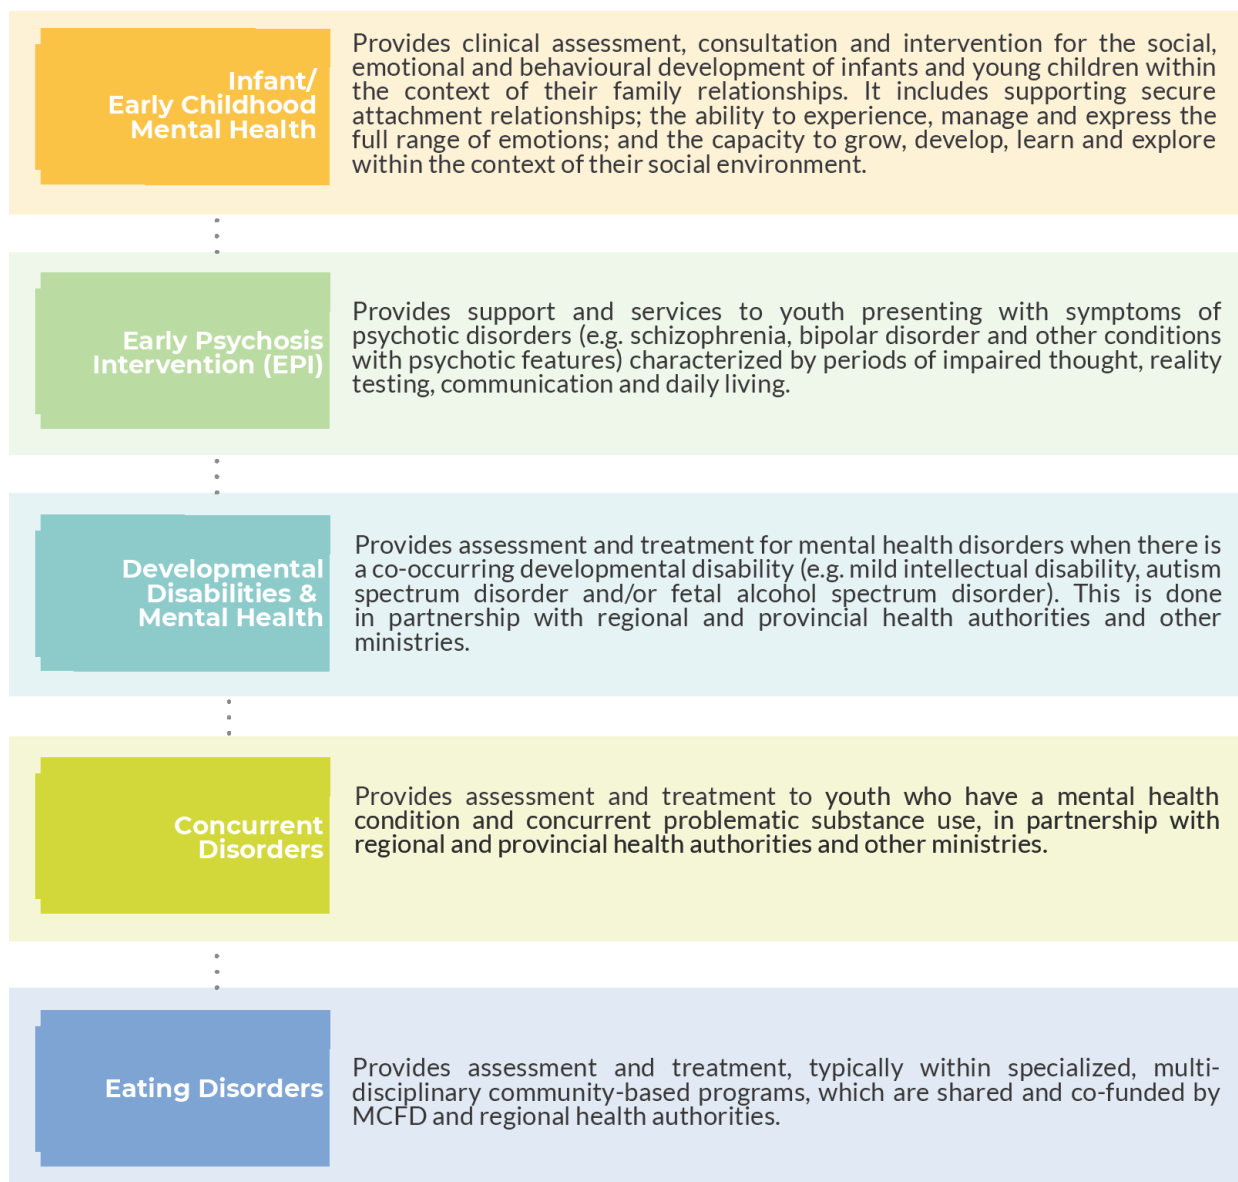 Infant/
Early Childhood
Mental Health
Provides clinical assessment, consultation and intervention for the social,
emotional and behavioural development of infants and young children within
the context of their family relationships. It includes supporting secure
attachment relationships; the ability to experience, manage and express the
full range of emotions; and the capacity to grow, develop, learn and explore
within the context of their social environment.
Early Psychosis
Intervention (EPI)
Provides support and services to youth presenting with symptoms of
psychotic disorders (e.g. schizophrenia, bipolar disorder and other conditions
with psychotic features) characterized by periods of impaired thought, reality
testing, communication and daily living.
Developmental
Disabilities &
Mental Health
Provides assessment and treatment for mental health disorders when there is
a co-occurring developmental disability (e.g. mild intellectual disability, autism
spectrum disorder and/or fetal alcohol spectrum disorder). This is done
in partnership with regional and provincial health authorities and other
ministries.
Concurrent
Disorders
Provides assessment and treatment to youth who have a mental health
condition and concurrent problematic substance use, in partnership with
regional and provincial health authorities and other ministries.
Eating Disorders
Provides assessment and treatment, typically within specialized, multi-
disciplinary community-based programs, which are shared and co-funded by
MCFD and regional health authorities.